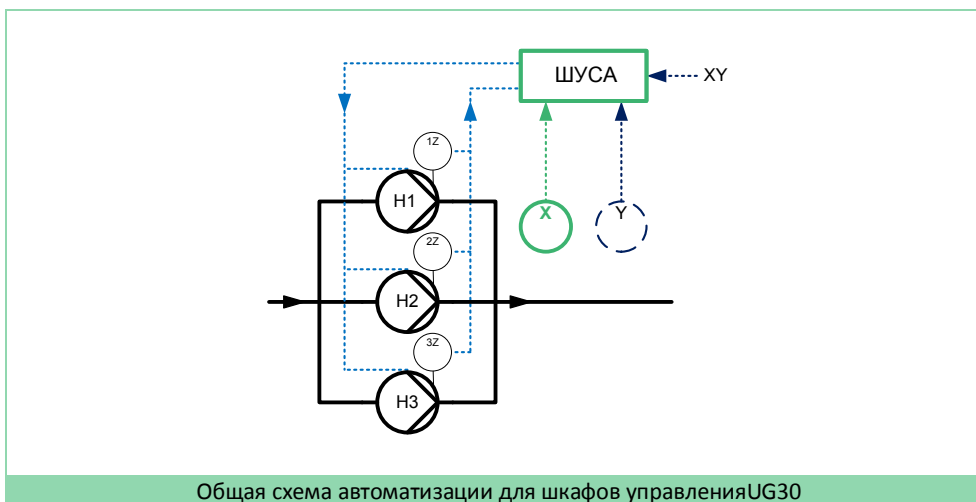 ШУСА
XY
1Z
H1
X
Y
2Z
H2
3Z
H3
Общая схема автоматизации для шкафов управленияUG30